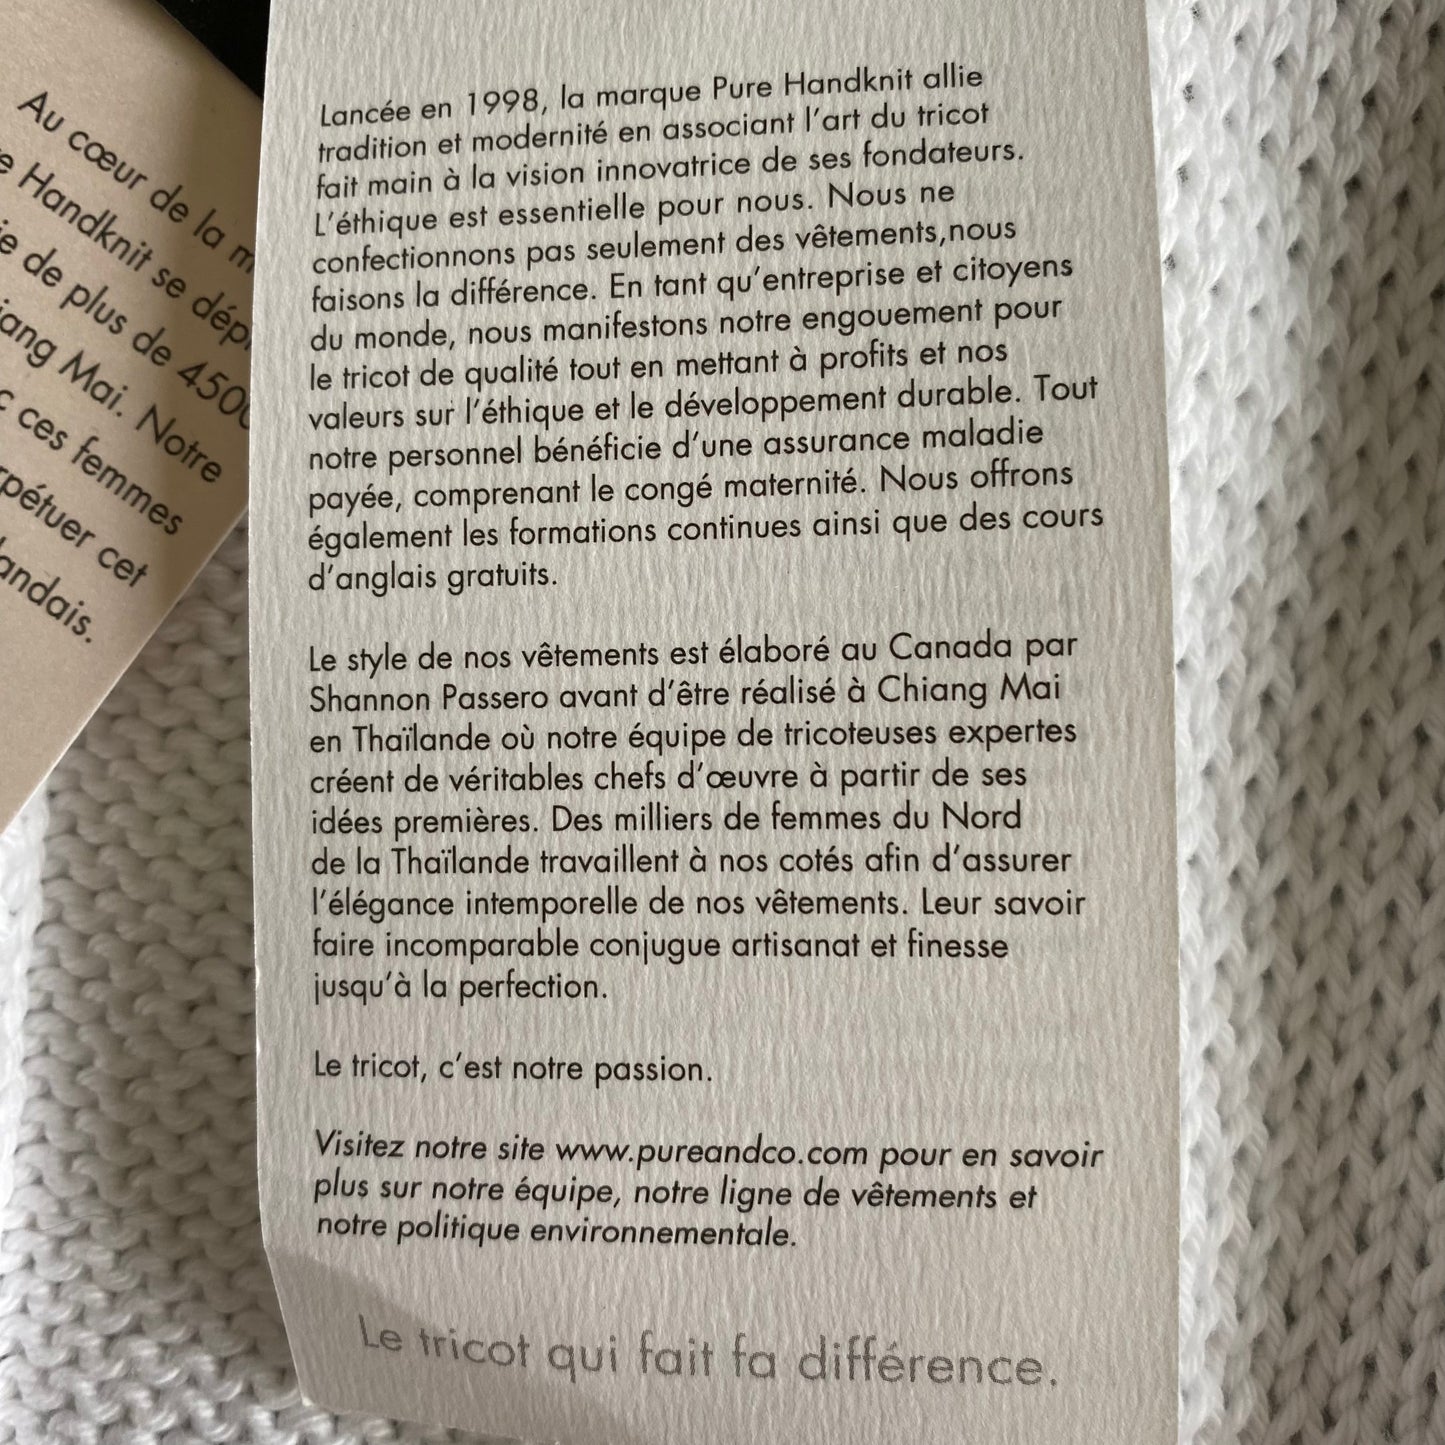 Au cœur de la
Handknit se
de plus de
Mai. Notre
ces femmes
cet
Lancée en 1998, la marque Pure Handknit allie
tradition et modernité en associant l'art du tricot
fait main à la vision innovatrice de ses fondateurs.
L'éthique est essentielle pour nous. Nous ne
confectionnons pas seulement des vêtements,nous
faisons la différence. En tant qu'entreprise et citoyens
du monde, nous manifestons notre engouement pour
le tricot de qualité tout en mettant à profits et nos
valeurs sur l'éthique et le développement durable. Tout
notre personnel bénéficie d'une assurance maladie
payée, comprenant le congé maternité. Nous offrons
également les formations continues ainsi que des cours
d'anglais gratuits.
Le style de nos vêtements est élaboré au Canada par
Shannon Passero avant d'être réalisé à Chiang Mai
en Thaïlande où notre équipe de tricoteuses expertes
créent de véritables chefs d'œuvre à partir de ses
idées premières. Des milliers de femmes du Nord
de la Thaïlande travaillent à nos cotés afin d'assurer
l'élégance intemporelle de nos vêtements. Leur savoir
faire incomparable conjugue artisanat et finesse
jusqu'à la perfection.
Le tricot, c'est notre passion.
Visitez notre site www.pureandco.com pour en savoir
plus sur notre équipe, notre ligne de vêtements et
notre politique environnementale.
Le tricot qui fait fa différence.